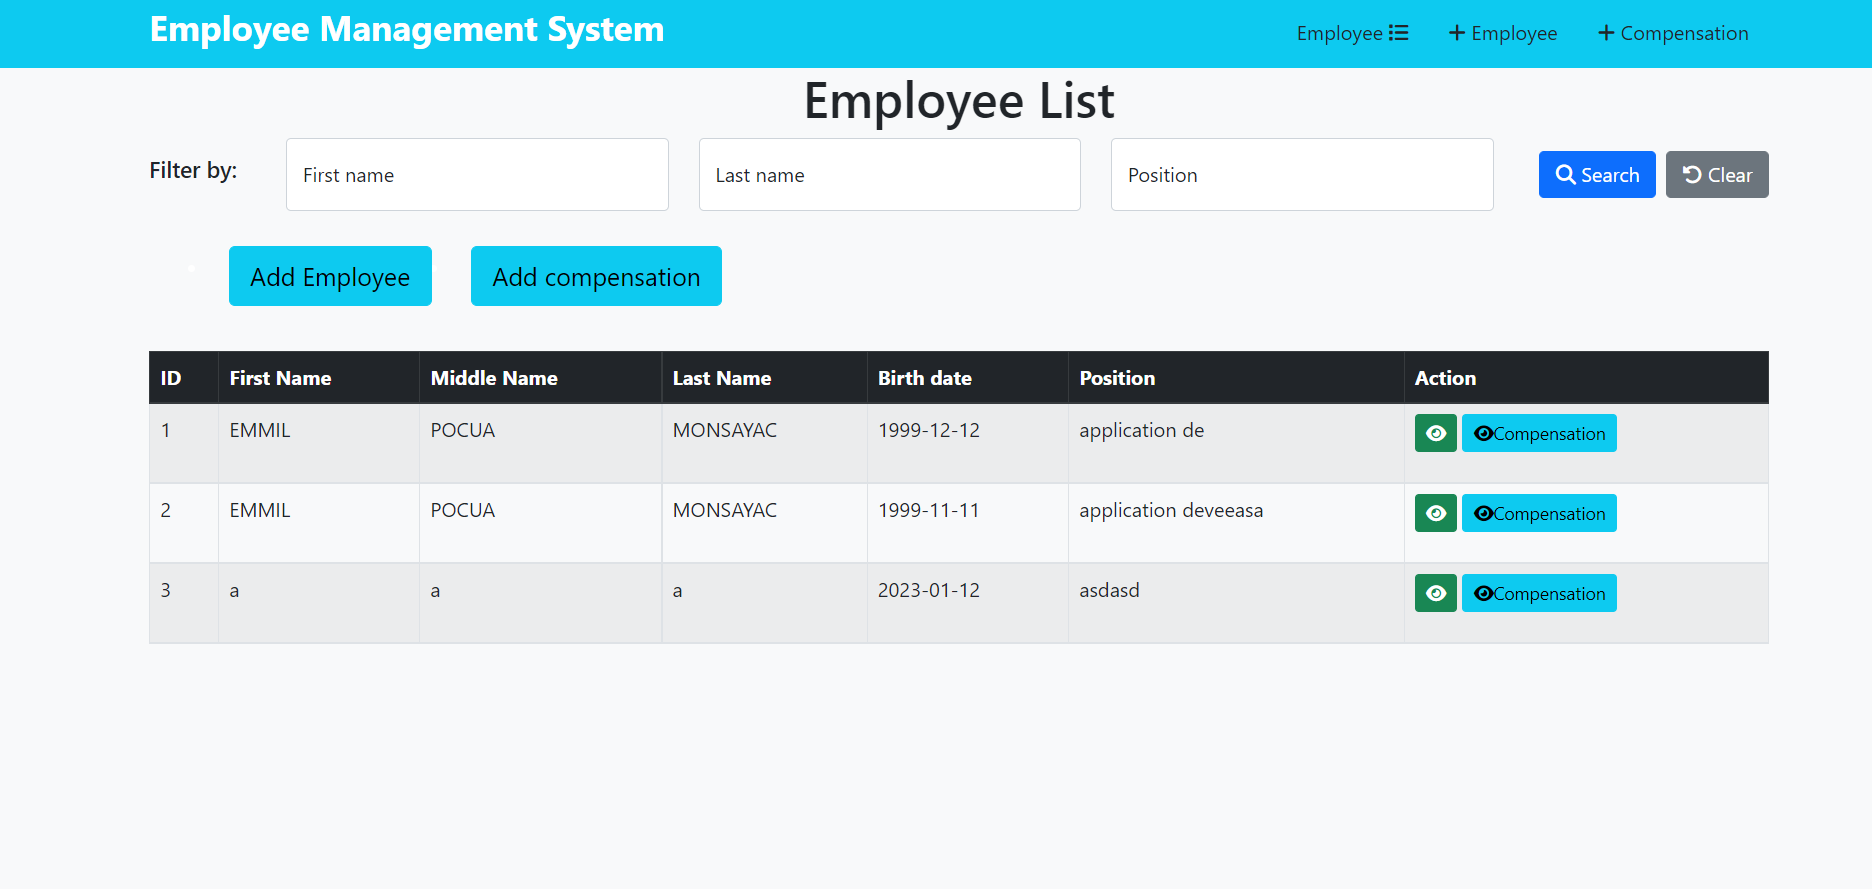 Employee Management System
Employee
Employee
Compensation
Employee List
Filter by:
First name
Last name
Position
Search
Clear
Add Employee
Add compensation
ID First Name Middle Name Last Name Birth date Position Action
1 EMMIL POCUA MONSAYAC 1999-12-12 application de Compensation
2 EMMIL POCUA MONSAYAC 1999-11-11 application deveeasa Compensation
3 a a a 2023-01-12 asdasd Compensation